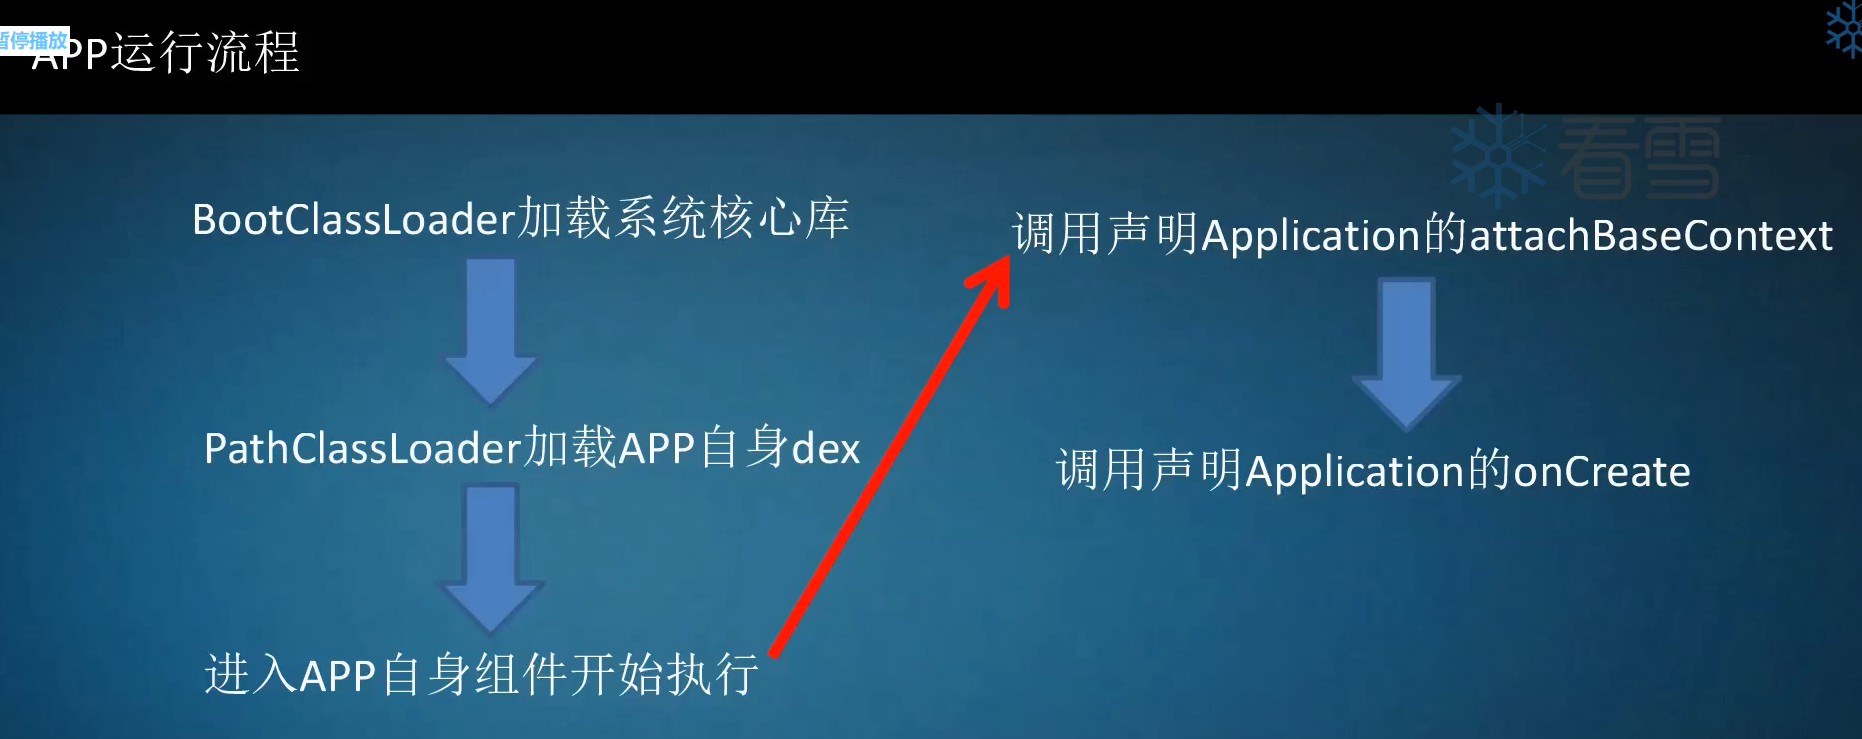 暂停播放
APP运行流程
看雪
BootClassLoader加载系统核心库
PathClassLoader加载APP自身dex
进入APP自身组件开始执行
调用声明Application的attachBaseContext
调用声明Application的onCreate